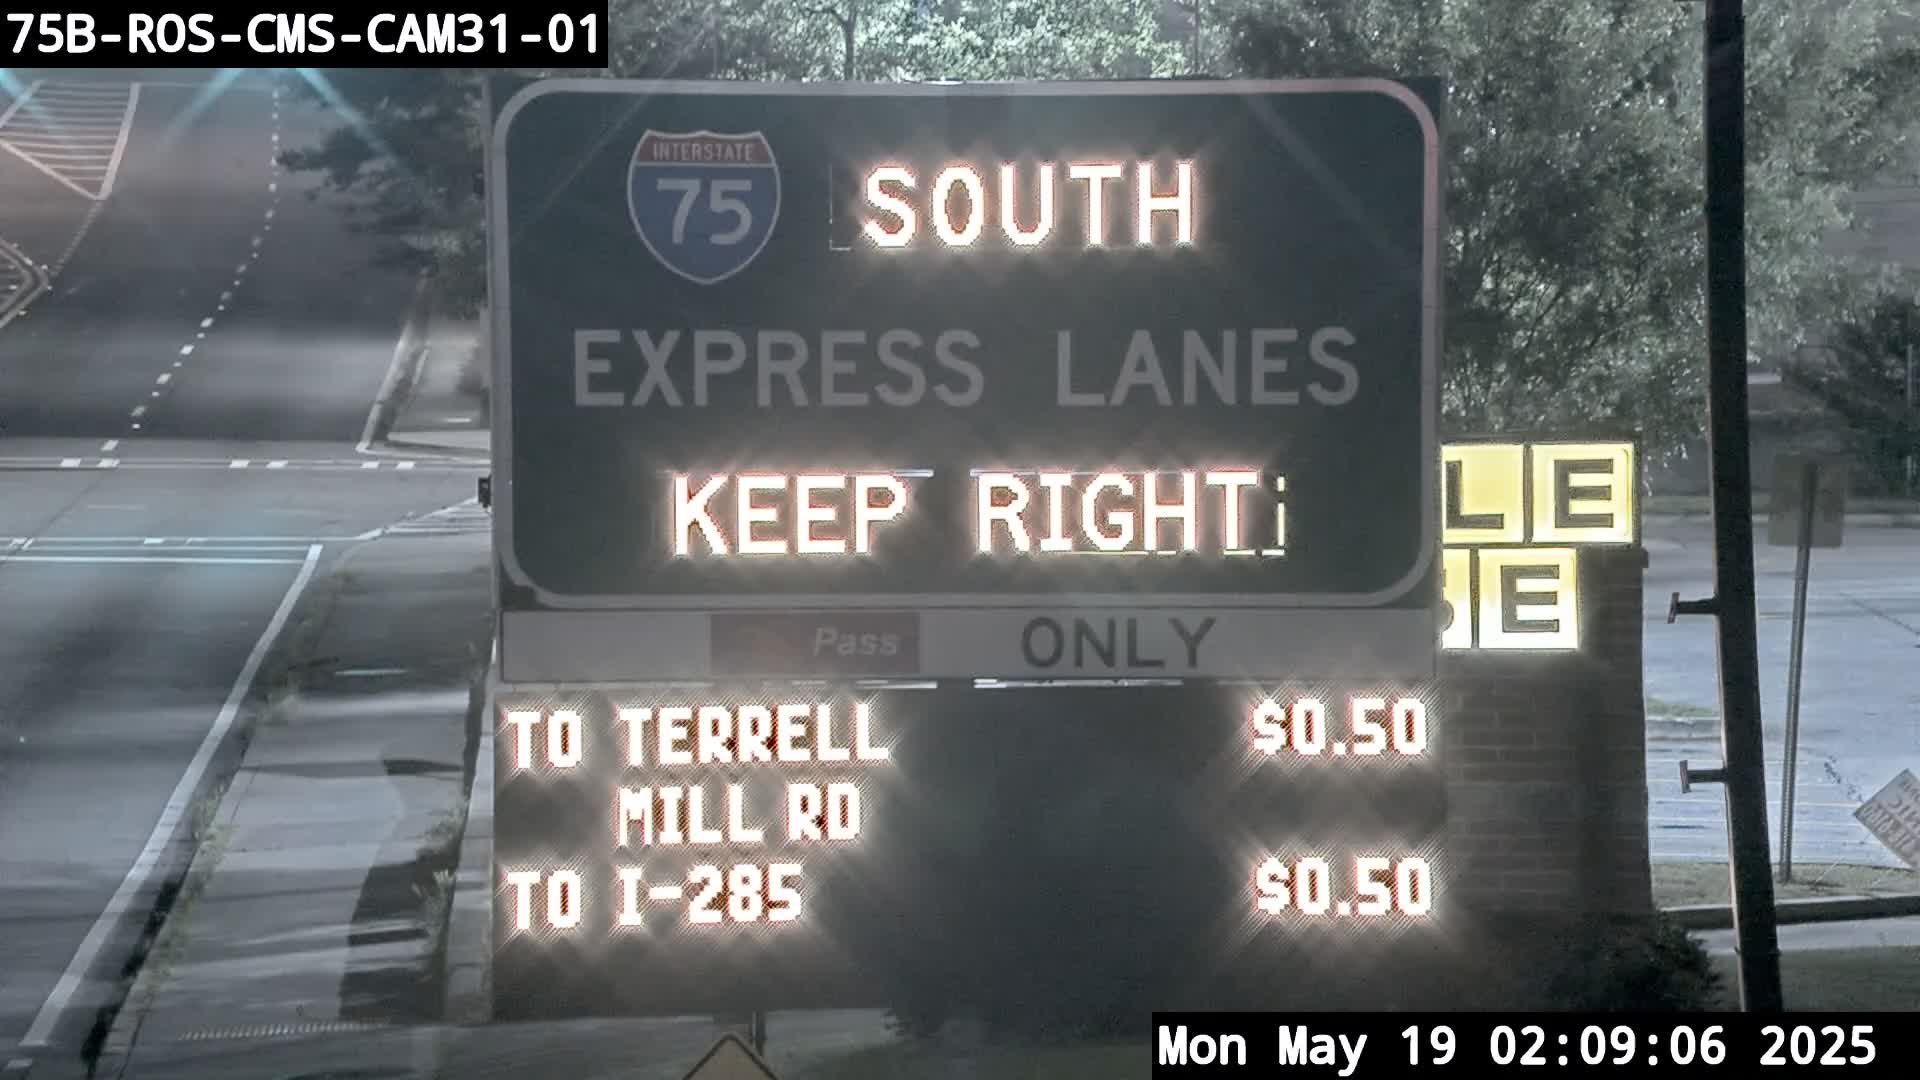 75B-ROS-CMS-CAM31-01
INTERSTATE
75
SOUTH
EXPRESS LANES
KEEP RIGHT
LE
E
Pass ONLY
TO TERRELL $0.50
MILL RD
TO I-285 $0.50
Mon May 19 02:09:06 2025